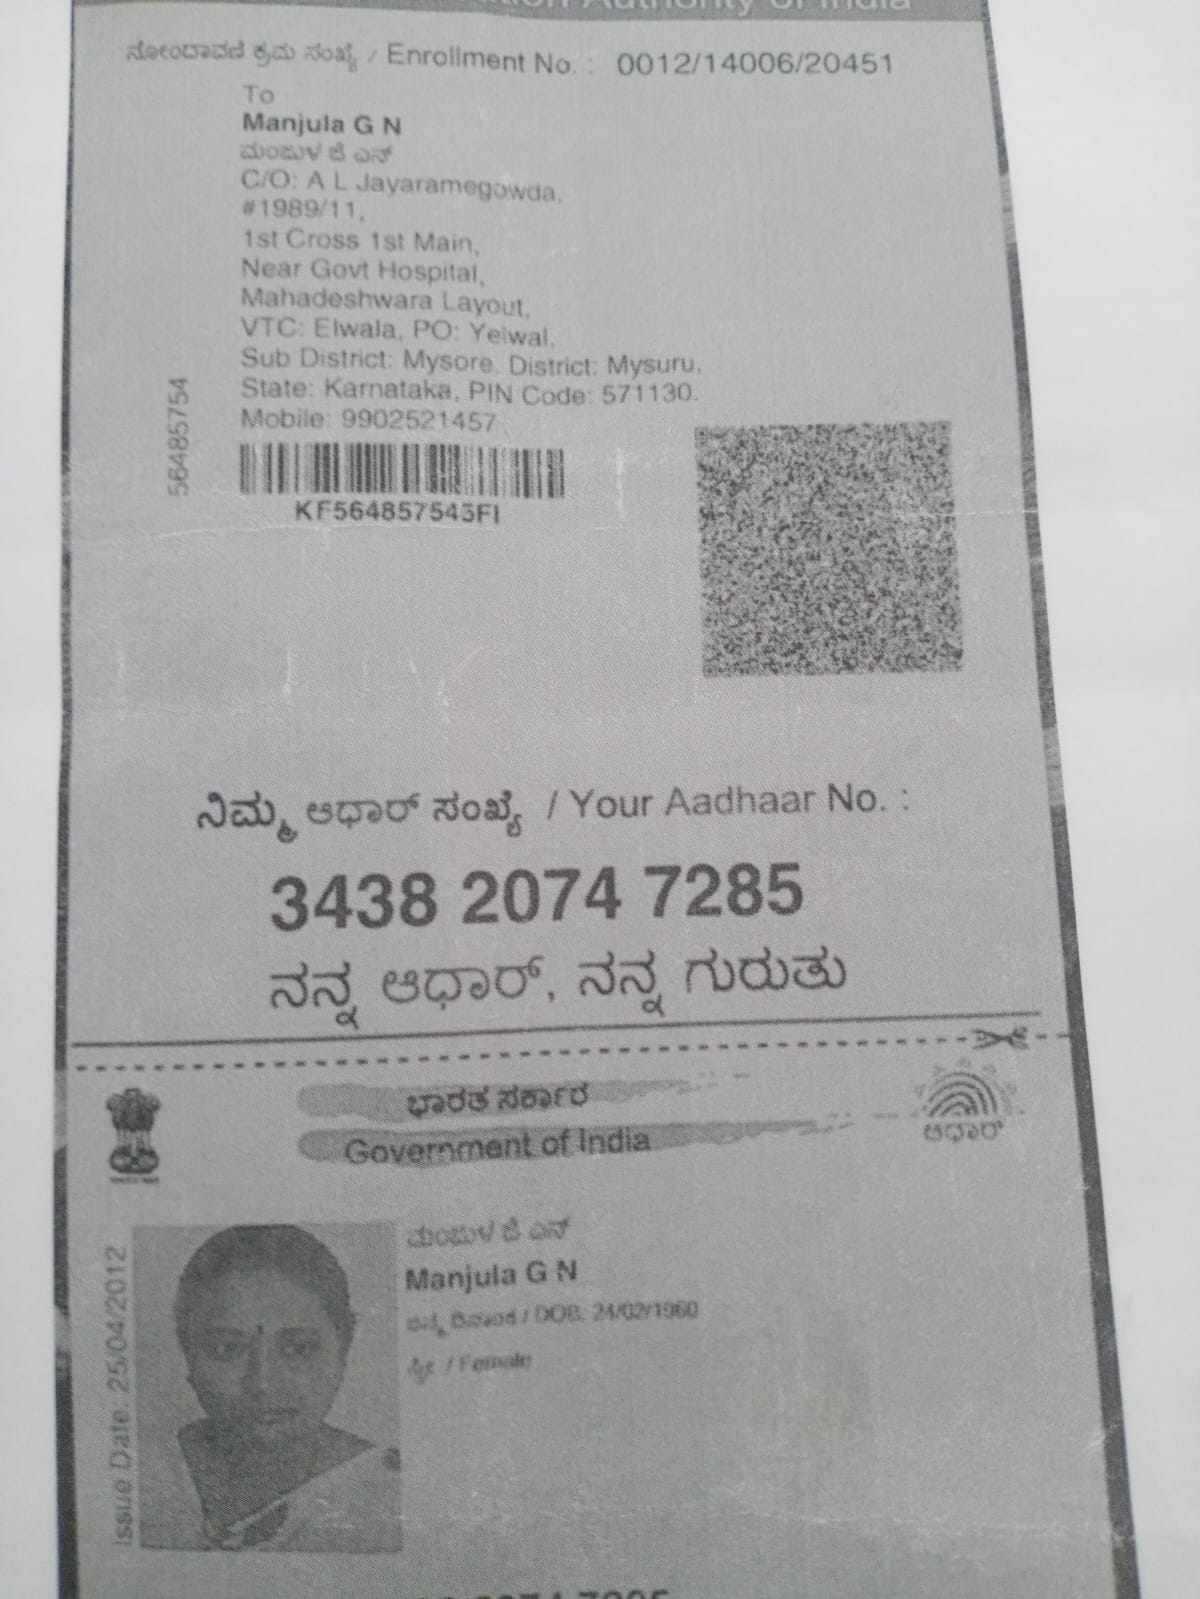 Authority of India
ನೋಂದಾವಣಿ ಕ್ರಮ ಸಂಖ್ಯೆ / Enrollment No. : 0012/14006/20451
To
Manjula G N
ಮಂಜುಳ ಜಿ ಎನ್
C/O: A L Jayaramegowda,
#1989/11,
1st Cross 1st Main,
Near Govt Hospital,
Mahadeshwara Layout,
VTC: Elwala, PO: Yelwal,
Sub District: Mysore, District: Mysuru,
State: Karnataka, PIN Code: 571130.
Mobile: 9902521457
56485754
KF564857543FI
ನಿಮ್ಮ ಆಧಾರ್ ಸಂಖ್ಯೆ / Your Aadhaar No. :
3438 2074 7285
ನನ್ನ ಆಧಾರ್, ನನ್ನ ಗುರುತು
ಭಾರತ ಸರ್ಕಾರ
Government of India
ಆಧಾರ್
Issue Date: 25/04/2012
ಮಂಜುಳ ಜಿ ಎನ್
Manjula G N
/ DOB: 24/02/1960
/ Female